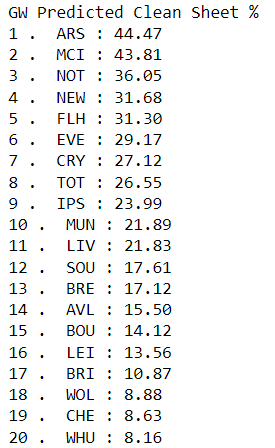 GW Predicted Clean Sheet %
1 .  ARS : 44.47
2 .  MCI : 43.81
3 .  NOT : 36.05
4 .  NEW : 31.68
5 .  FLH : 31.30
6 .  EVE : 29.17
7 .  CRY : 27.12
8 .  TOT : 26.55
9 .  IPS : 23.99
10 .  MUN : 21.89
11 .  LIV : 21.83
12 .  SOU : 17.61
13 .  BRE : 17.12
14 .  AVL : 15.50
15 .  BOU : 14.12
16 .  LEI : 13.56
17 .  BRI : 10.87
18 .  WOL : 8.88
19 .  CHE : 8.63
20 .  WHU : 8.16